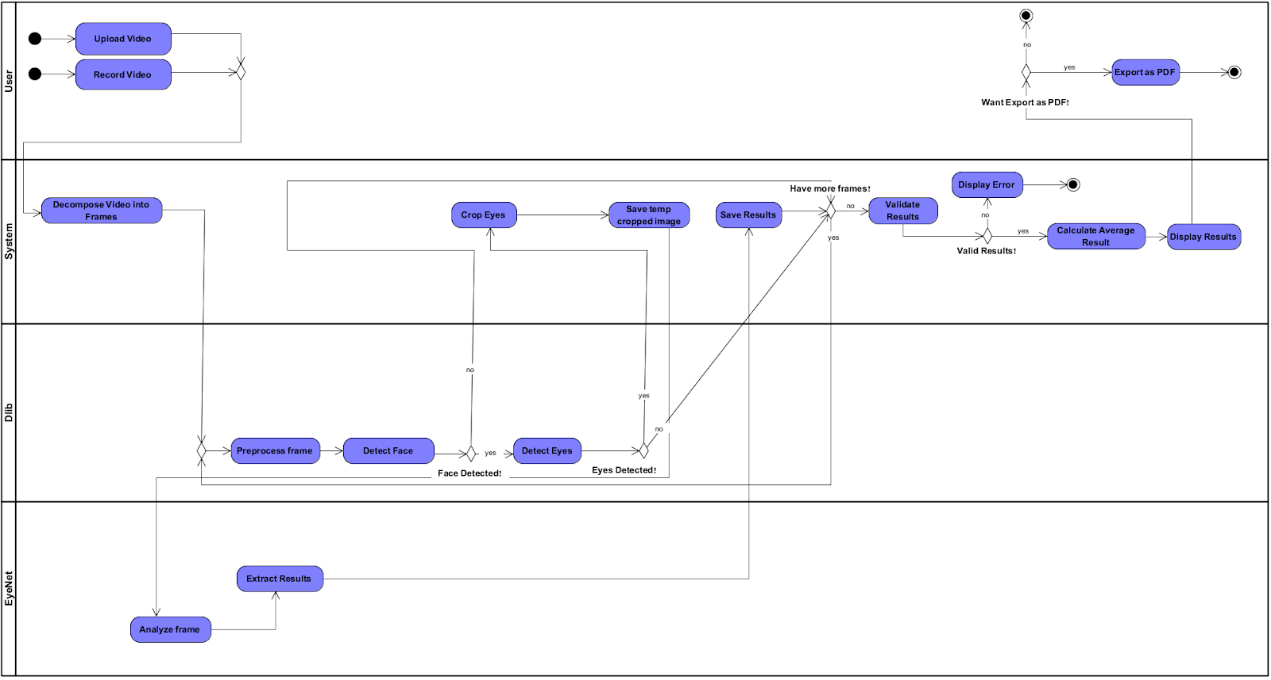 User
Upload Video
Record Video
no
yes
Export as PDF
Want Export as PDF!
System
Decompose Video into
Frames
Crop Eyes
Save temp
cropped image
Save Results
Have more frames!
no
yes
Validate
Results
Display Error
no
Valid Results!
yes
Calculate Average
Result
Display Results
Dlib
Preprocess frame
Detect Face
no
yes
Face Detected!
Detect Eyes
yes
no
Eyes Detected!
EyeNet
Extract Results
Analyze frame